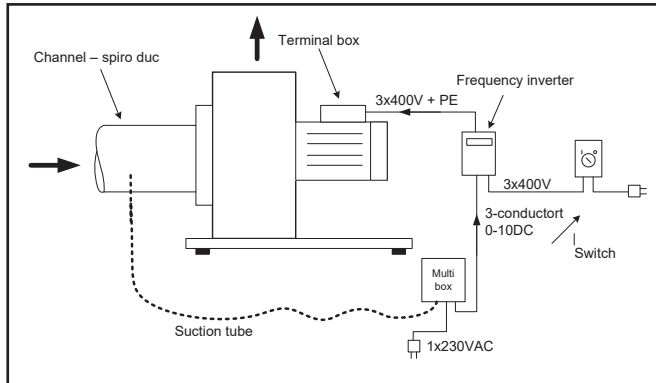 Channel – spiro duc
Terminal box
Frequency inverter
3x400V + PE
3x400V
3-conductort
0-10DC
Switch
Multi
box
Suction tube
1x230VAC